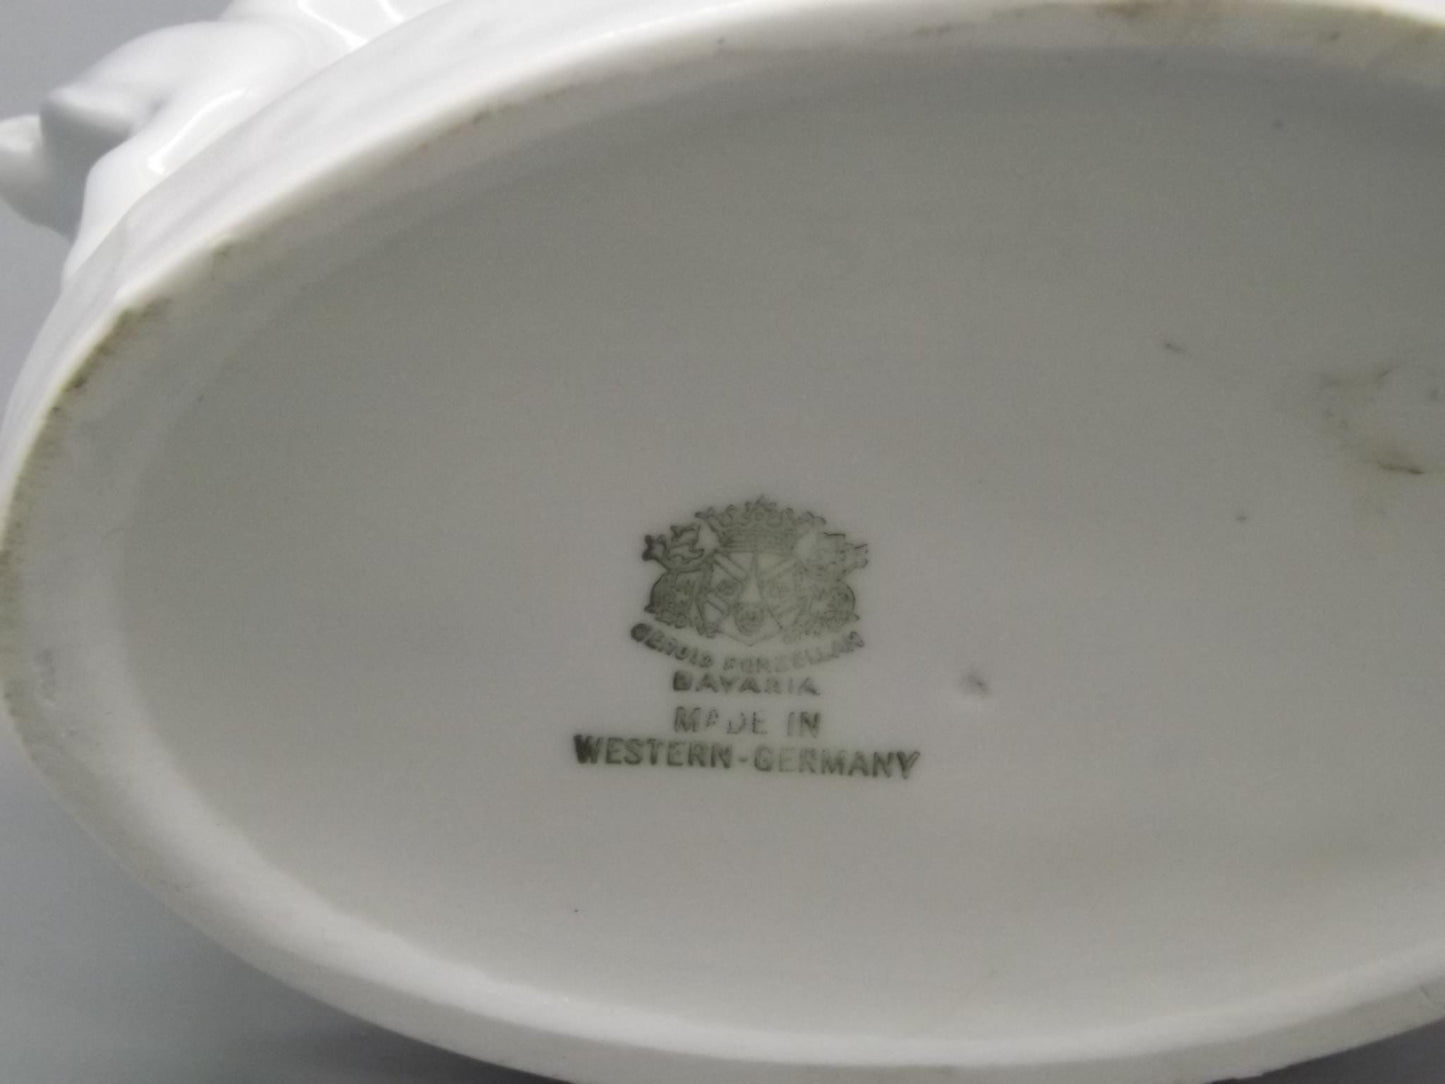 GEROLD PORZELLAN
BAVARIA
MADE IN
WESTERN-GERMANY